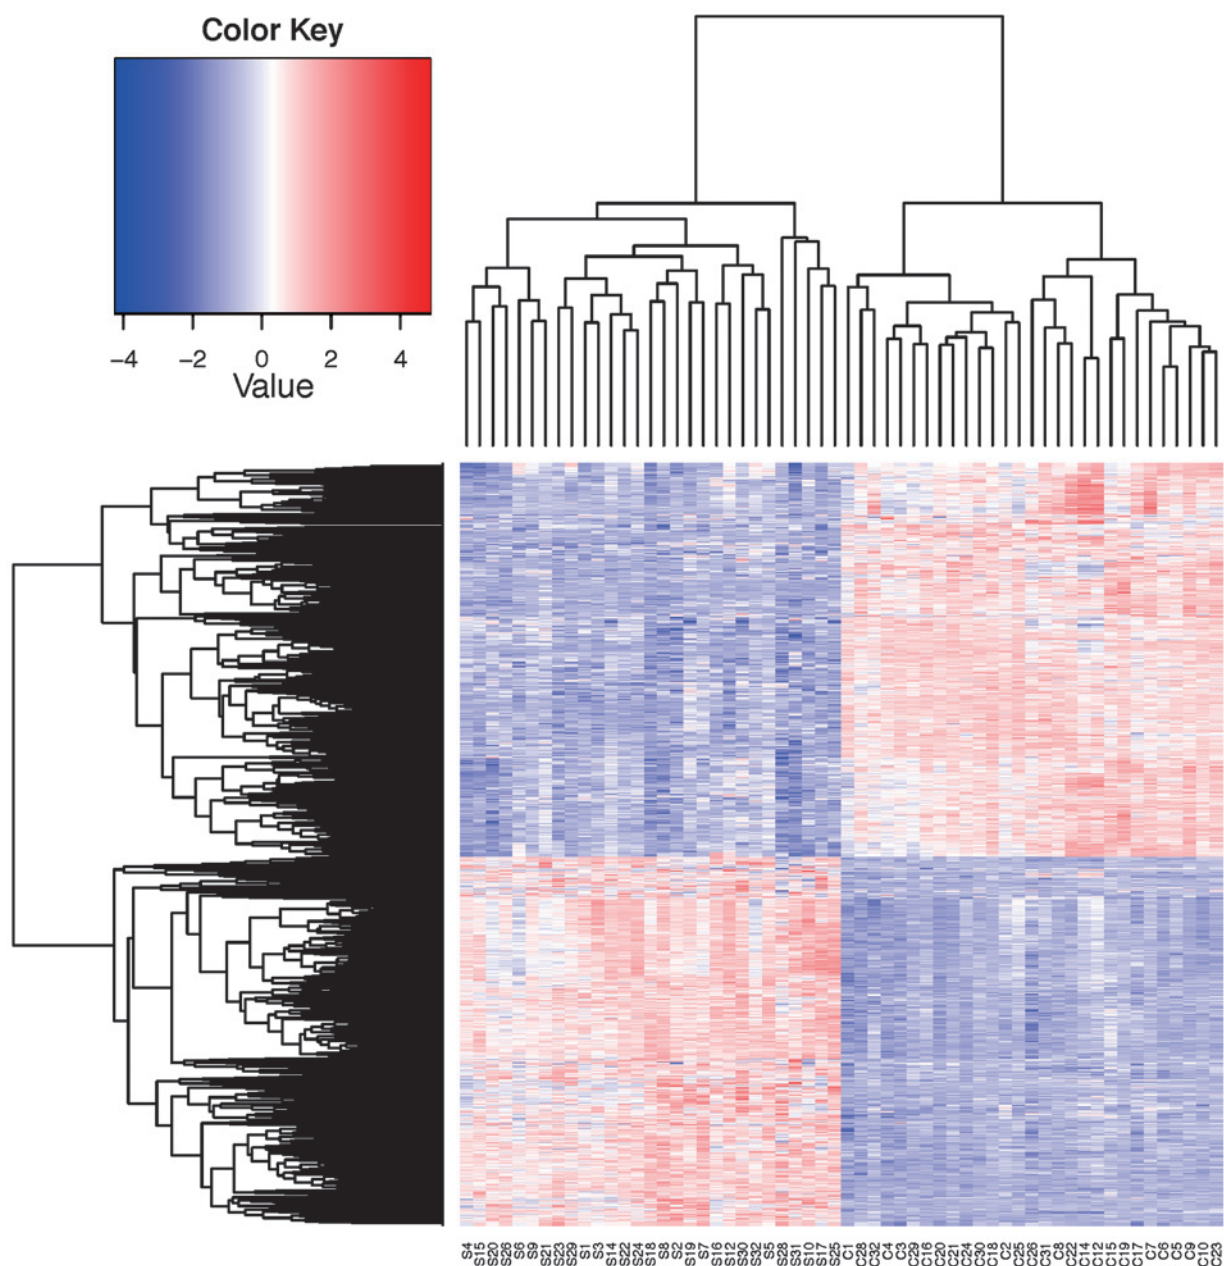 Color Key
−4 −2 0 2 4
Value
S4 S15 S20 S26 S6 S9 S21 S23 S29 S1 S3 S14 S22 S24 S18 S8 S2 S19 S7 S16 S12 S30 S32 S5 S28 S31 S10 S17 S25 C1 C28 C32 C4 C3 C29 C16 C20 C21 C24 C30 C18 C2 C25 C26 C31 C8 C22 C14 C12 C15 C19 C17 C7 C6 C5 C9 C10 C23